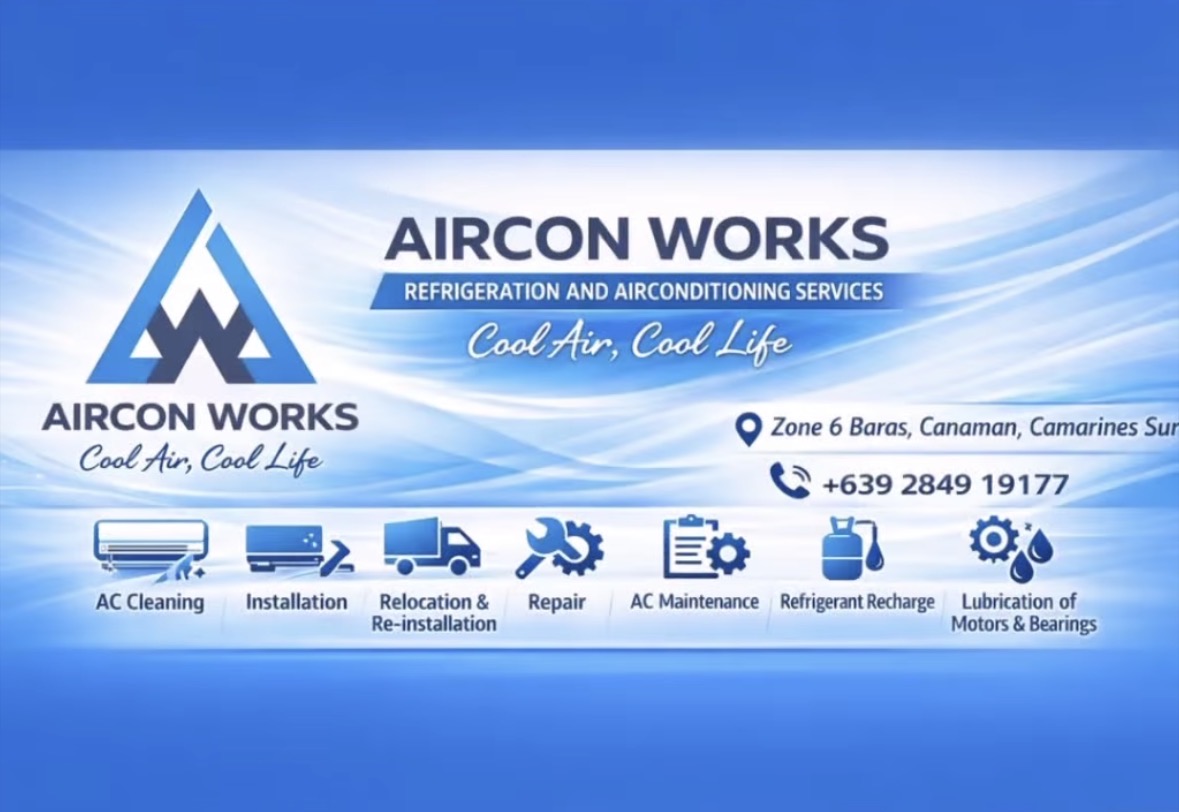 AIRCON WORKS
Cool Air, Cool Life
AIRCON WORKS
REFRIGERATION AND AIRCONDITIONING SERVICES
Cool Air, Cool Life
Zone 6 Baras, Canaman, Camarines Sur
+639 2849 19177
AC Cleaning
Installation
Relocation &
Re-installation
Repair
AC Maintenance
Refrigerant Recharge
Lubrication of
Motors & Bearings